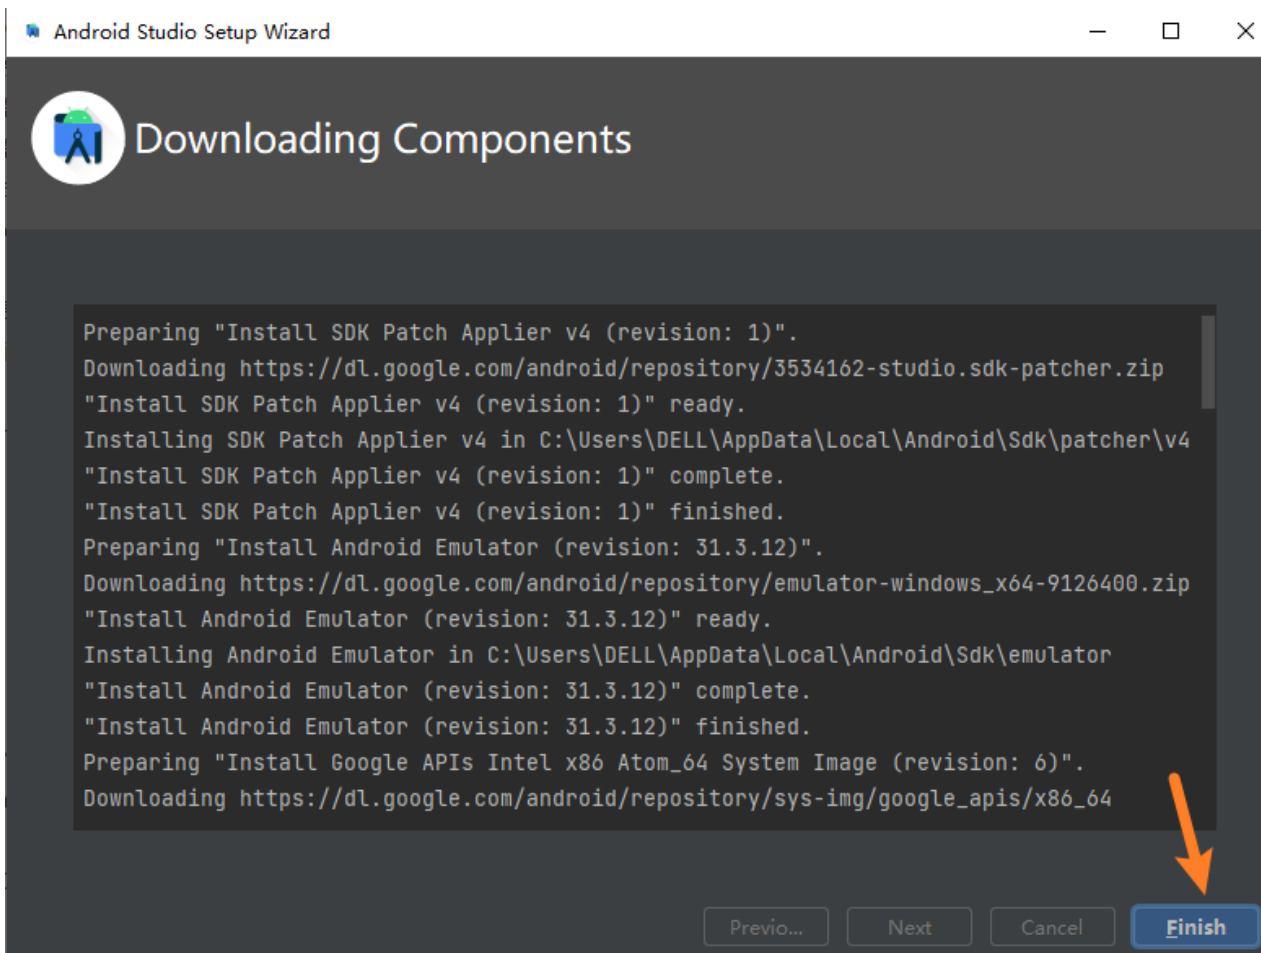 Android Studio Setup Wizard
Downloading Components
Preparing "Install SDK Patch Applier v4 (revision: 1)".
Downloading https://dl.google.com/android/repository/3534162-studio.sdk-patcher.zip
"Install SDK Patch Applier v4 (revision: 1)" ready.
Installing SDK Patch Applier v4 in C:\Users\DELL\AppData\Local\Android\Sdk\patcher\v4
"Install SDK Patch Applier v4 (revision: 1)" complete.
"Install SDK Patch Applier v4 (revision: 1)" finished.
Preparing "Install Android Emulator (revision: 31.3.12)".
Downloading https://dl.google.com/android/repository/emulator-windows_x64-9126400.zip
"Install Android Emulator (revision: 31.3.12)" ready.
Installing Android Emulator in C:\Users\DELL\AppData\Local\Android\Sdk\emulator
"Install Android Emulator (revision: 31.3.12)" complete.
"Install Android Emulator (revision: 31.3.12)" finished.
Preparing "Install Google APIs Intel x86 Atom_64 System Image (revision: 6)".
Downloading https://dl.google.com/android/repository/sys-img/google_apis/x86_64
Previo... Next Cancel Finish